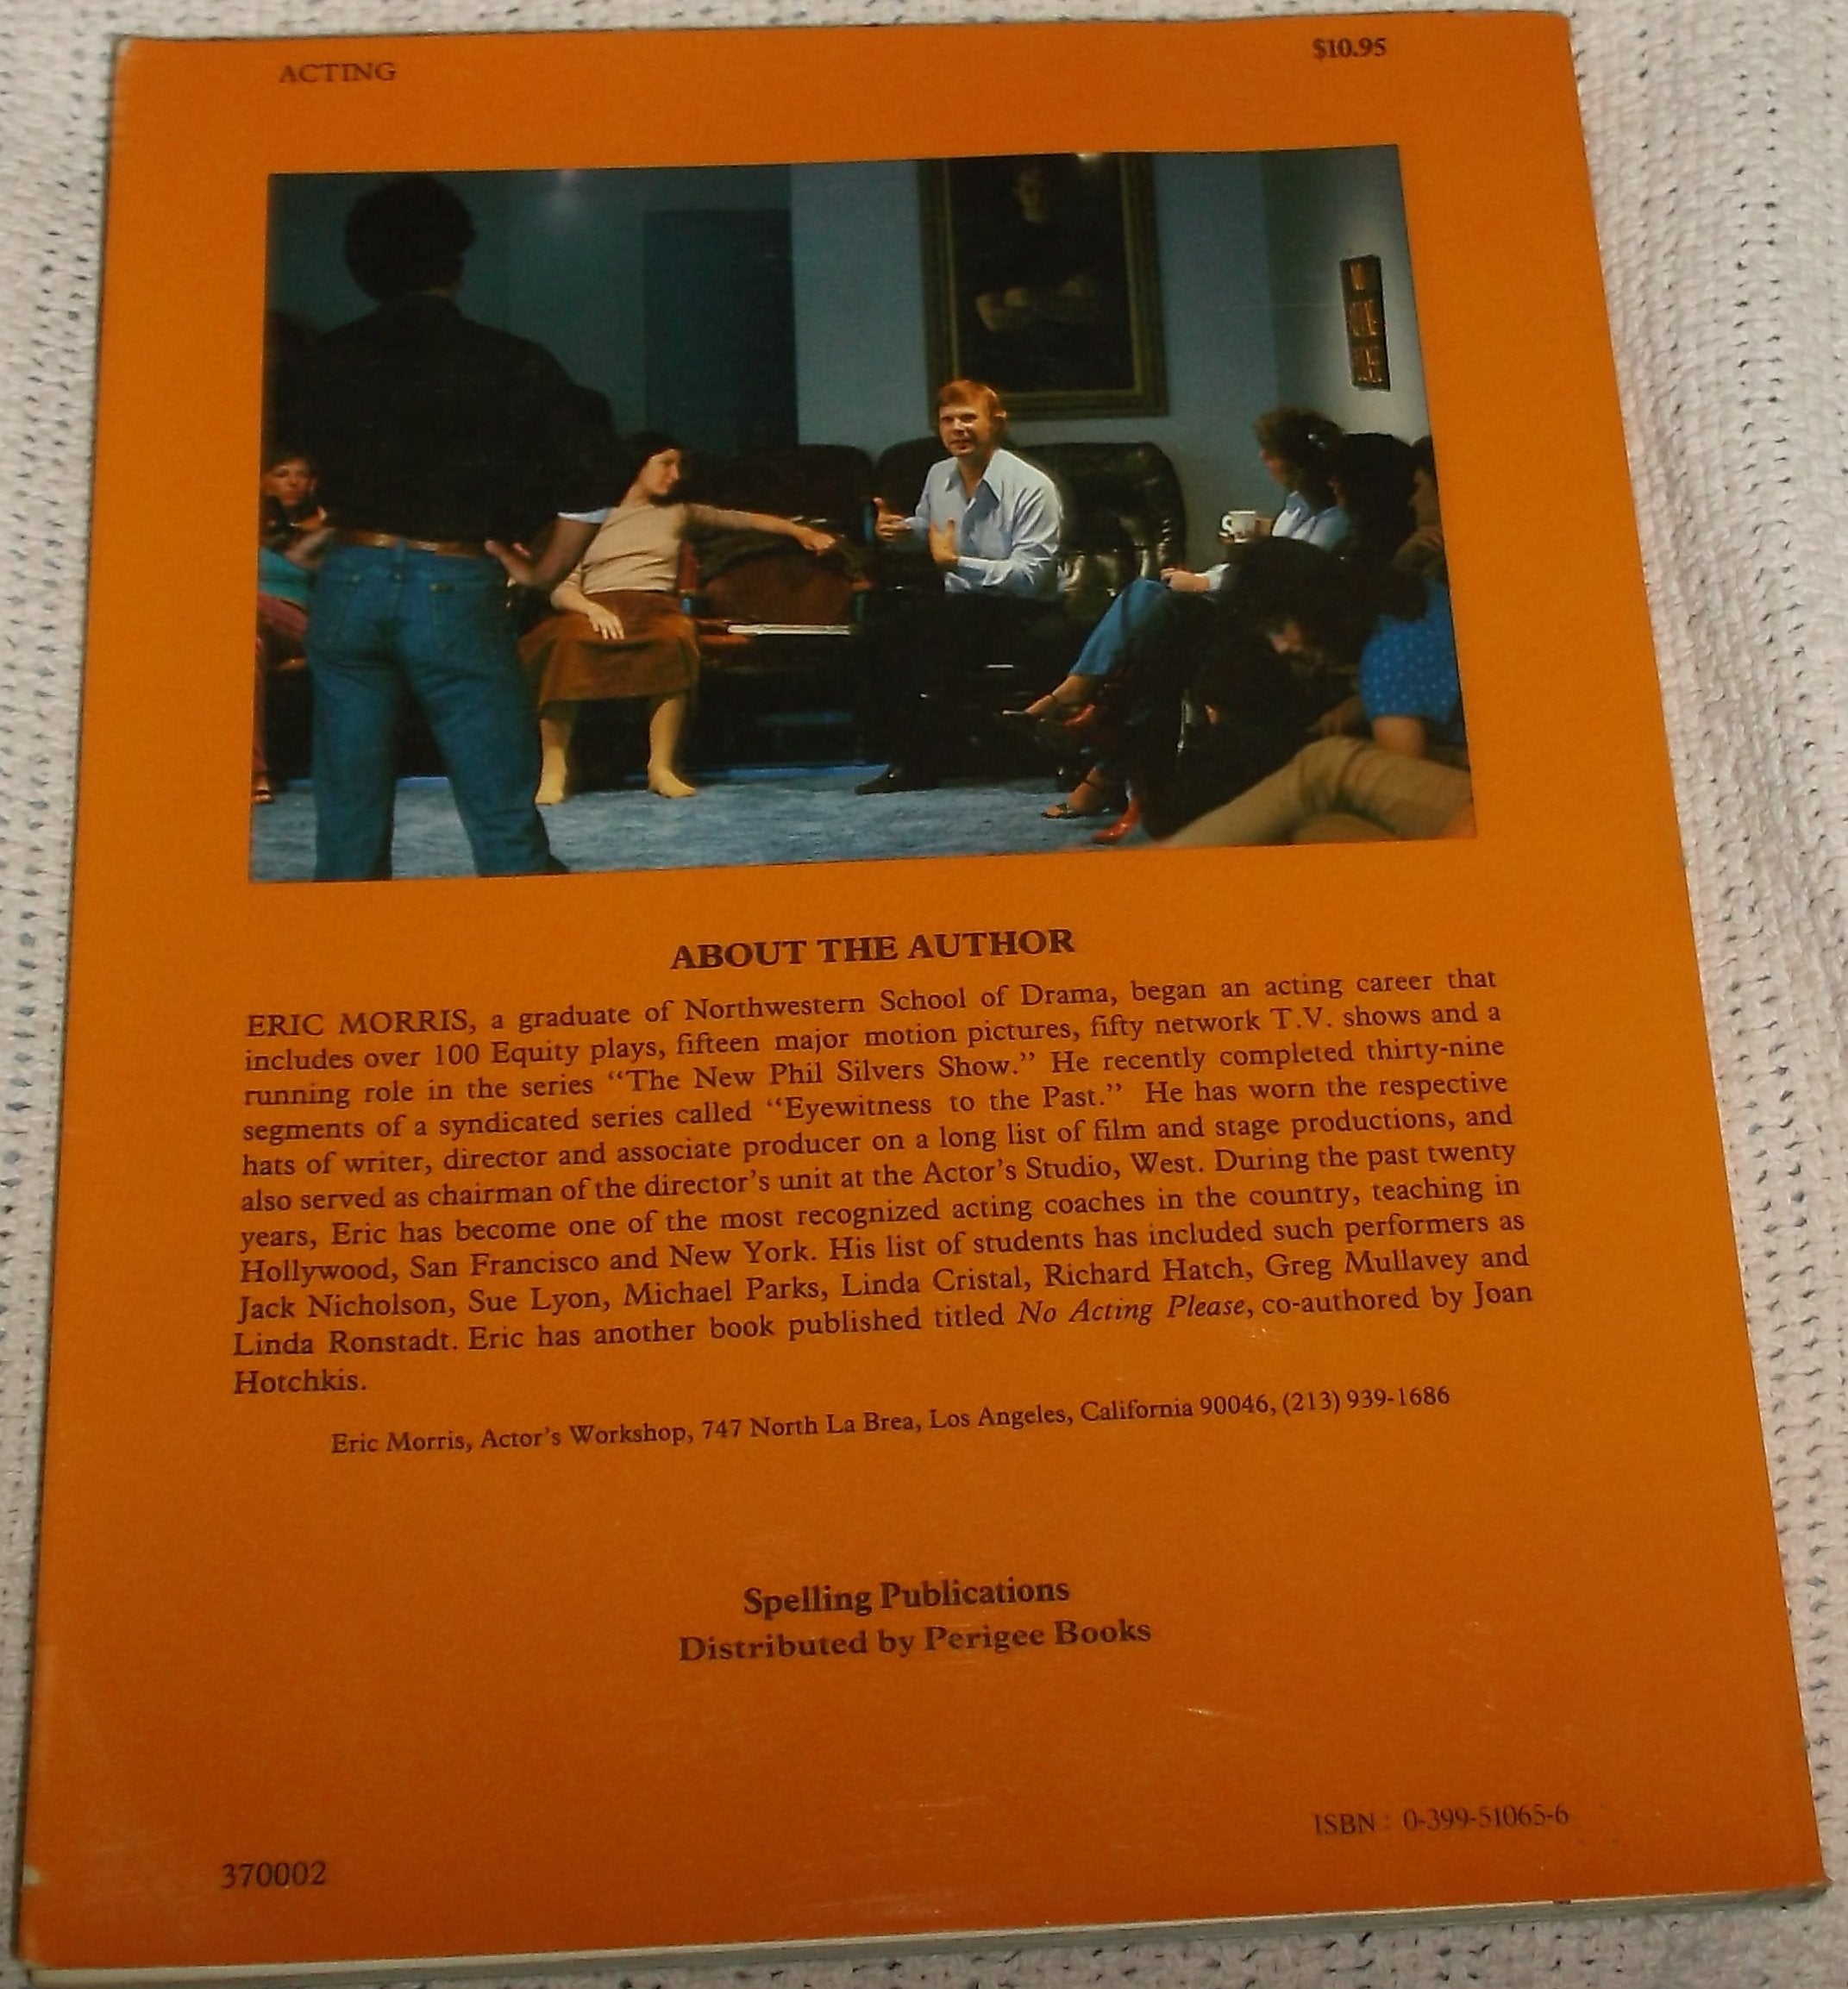 ACTING
$10.95
ABOUT THE AUTHOR
ERIC MORRIS, a graduate of Northwestern School of Drama, began an acting career that
includes over 100 Equity plays, fifteen major motion pictures, fifty network T.V. shows and a
running role in the series “The New Phil Silvers Show.” He recently completed thirty-nine
segments of a syndicated series called “Eyewitness to the Past.” He has worn the respective
hats of writer, director and associate producer on a long list of film and stage productions, and
also served as chairman of the director’s unit at the Actor’s Studio, West. During the past twenty
years, Eric has become one of the most recognized acting coaches in the country, teaching in
Hollywood, San Francisco and New York. His list of students has included such performers as
Jack Nicholson, Sue Lyon, Michael Parks, Linda Cristal, Richard Hatch, Greg Mullavey and
Linda Ronstadt. Eric has another book published titled No Acting Please, co-authored by Joan
Hotchkis.
Eric Morris, Actor’s Workshop, 747 North La Brea, Los Angeles, California 90046, (213) 939-1686
Spelling Publications
Distributed by Perigee Books
ISBN : 0-399-51065-6
370002